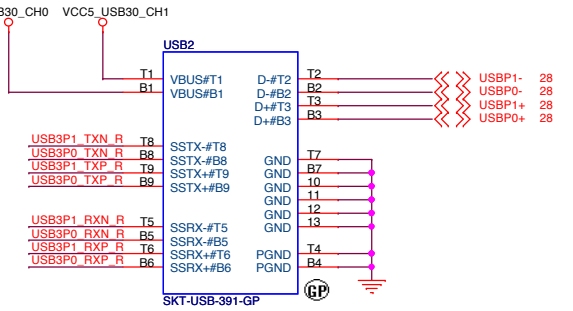 B30_CH0 VCC5_USB30_CH1
USB2
T1 VBUS#T1 D-#T2 T2 USBP1- 28
B1 VBUS#B1 D-#B2 B2 USBP0- 28
D+#T3 T3 USBP1+ 28
D+#B3 B3 USBP0+ 28
USB3P1_TXN_R T8 SSTX-#T8
USB3P0_TXN_R B8 SSTX-#B8 GND T7
USB3P1_TXP_R T9 SSTX+#T9 GND B7
USB3P0_TXP_R B9 SSTX+#B9 GND 10
GND 11
GND 12
USB3P1_RXN_R T5 SSRX-#T5 GND 13
USB3P0_RXN_R B5 SSRX-#B5
USB3P1_RXP_R T6 SSRX+#T6 PGND T4
USB3P0_RXP_R B6 SSRX+#B6 PGND B4
GP
SKT-USB-391-GP